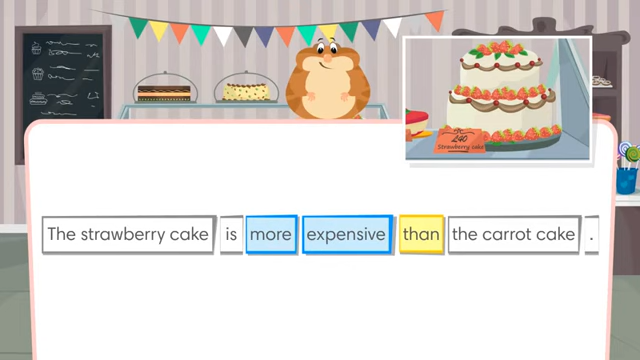 £40
Strawberry cake
The strawberry cake is more expensive than the carrot cake .